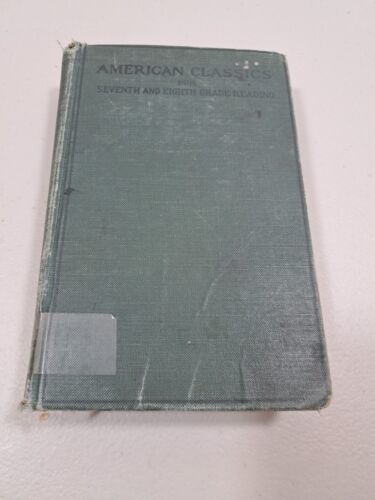 AMERICAN CLASSICS
FOR
SEVENTH AND EIGHTH GRADE READING